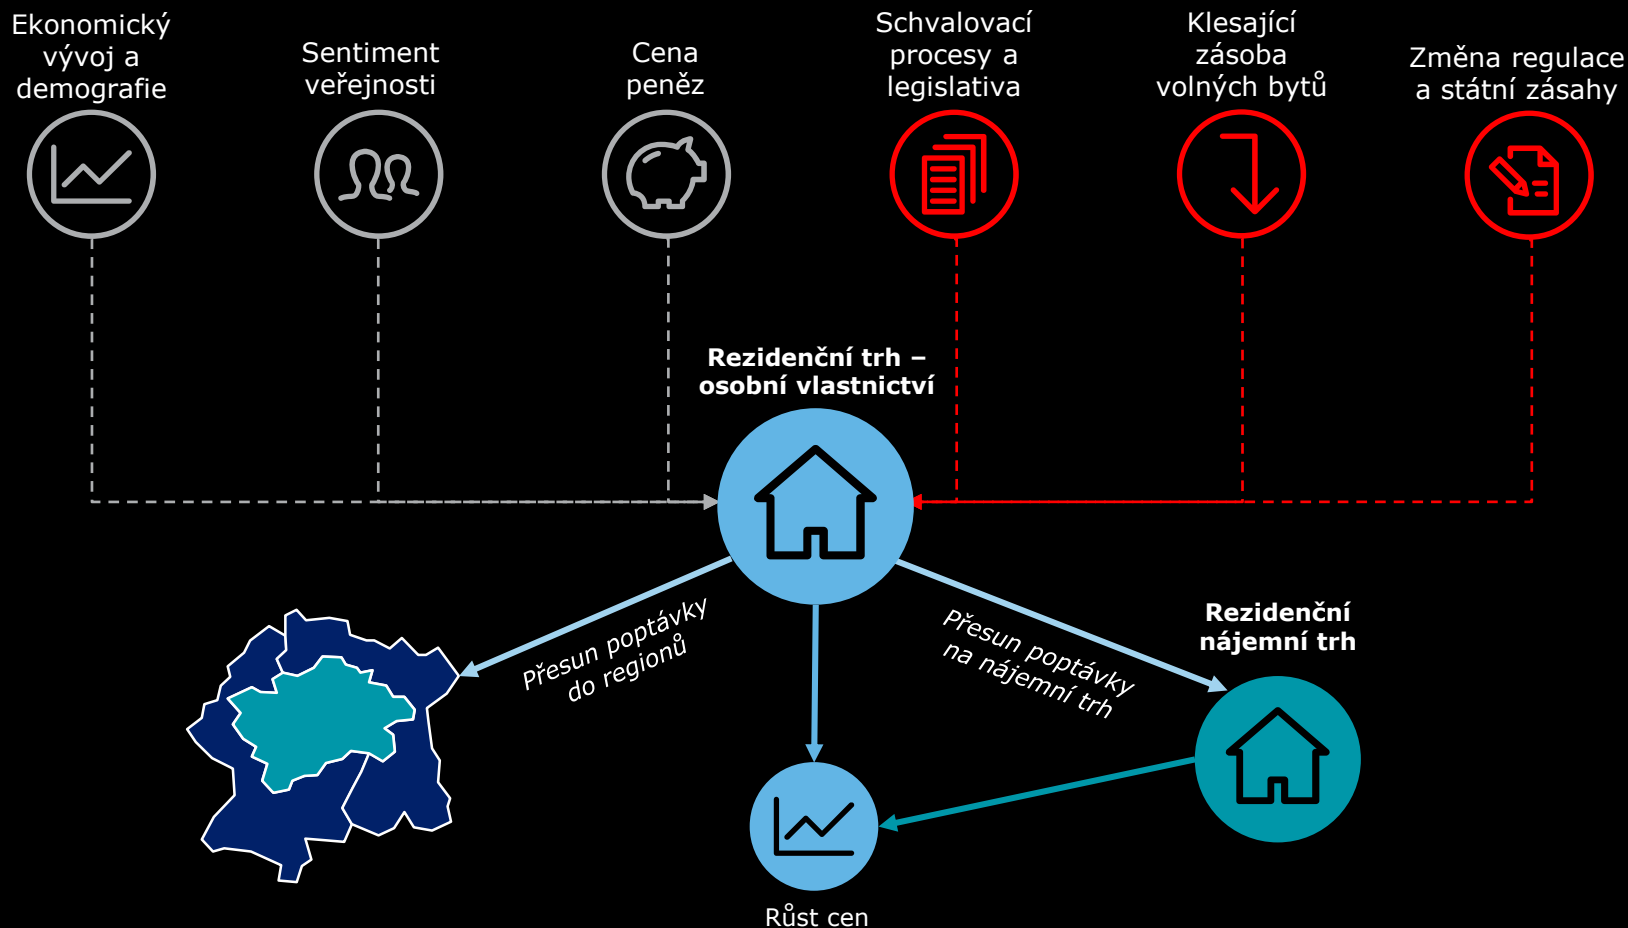 Ekonomický
vývoj a
demografie
Sentiment
veřejnosti
Cena
peněz
Schvalovací
procesy a
legislativa
Klesající
zásoba
volných bytů
Změna regulace
a státní zásahy
Rezidenční trh –
osobní vlastnictví
Přesun poptávky
do regionů
Přesun poptávky
na nájemní trh
Rezidenční
nájemní trh
Růst cen